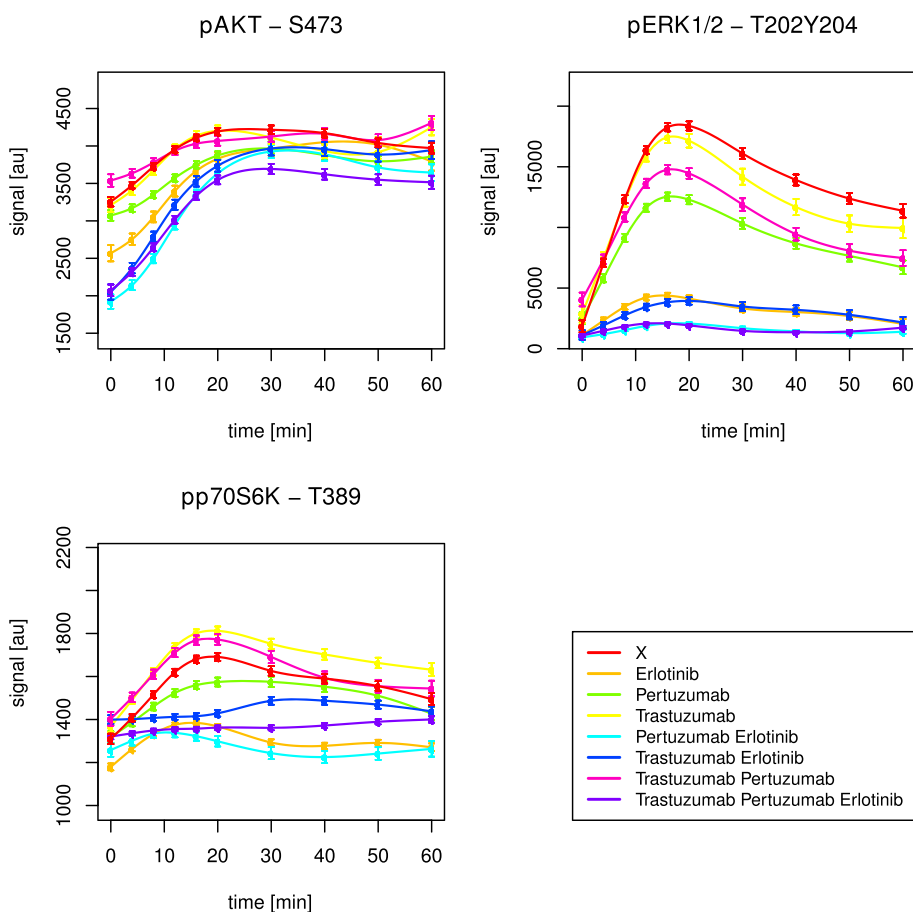 pAKT – S473
signal [au]
4500
3500
2500
1500
0 10 20 30 40 50 60
time [min]
pERK1/2 – T202Y204
signal [au]
15000
5000
0
0 10 20 30 40 50 60
time [min]
pp70S6K – T389
signal [au]
2200
1800
1400
1000
0 10 20 30 40 50 60
time [min]
X
Erlotinib
Pertuzumab
Trastuzumab
Pertuzumab Erlotinib
Trastuzumab Erlotinib
Trastuzumab Pertuzumab
Trastuzumab Pertuzumab Erlotinib